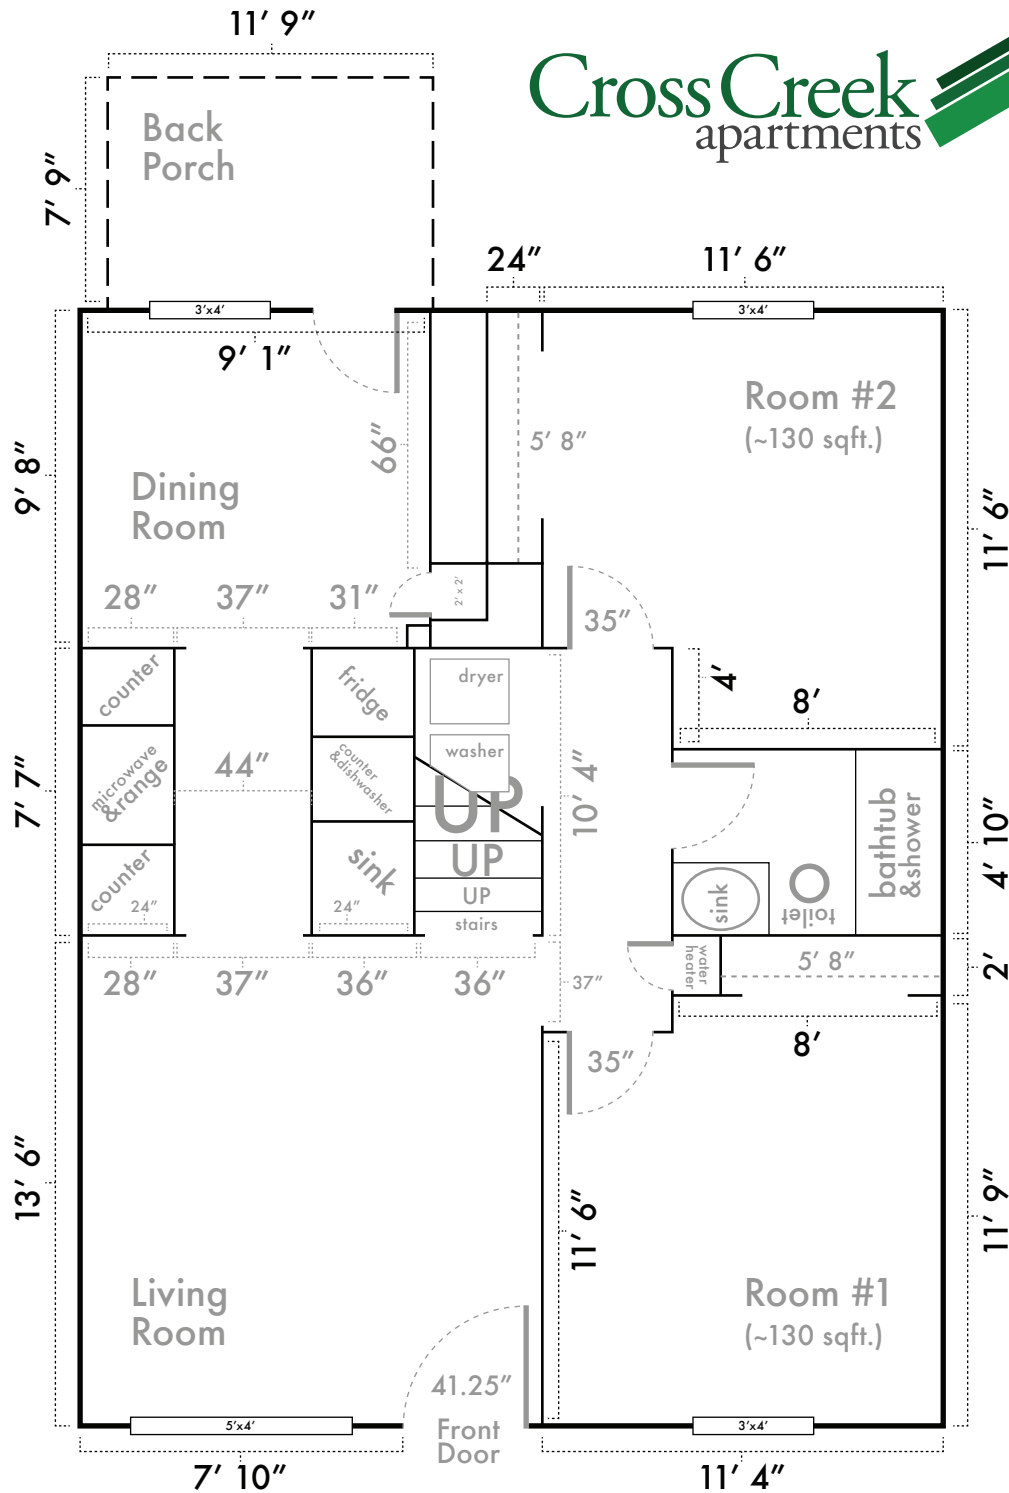 11′ 9″
Cross Creek
apartments
Back
Porch
7′ 9″
24″
11′ 6″
3'x4'
3'x4'
9′ 1″
Room #2
(~130 sqft.)
66″
5′ 8″
9′ 8″
Dining
Room
11′ 6″
28″
37″
31″
2' x 2'
35″
counter
fridge
dryer
4′
8′
microwave
&range
44″
counter
&dishwasher
washer
7′ 7″
10′ 4″
UP
UP
UP
stairs
counter
24″
sink
24″
sink
toilet
bathtub
&shower
4′ 10″
28″
37″
36″
36″
37″
water
heater
5′ 8″
2′
8′
35″
13′ 6″
11′ 6″
11′ 9″
Living
Room
Room #1
(~130 sqft.)
41.25″
Front
Door
5'x4'
3'x4'
7′ 10″
11′ 4″